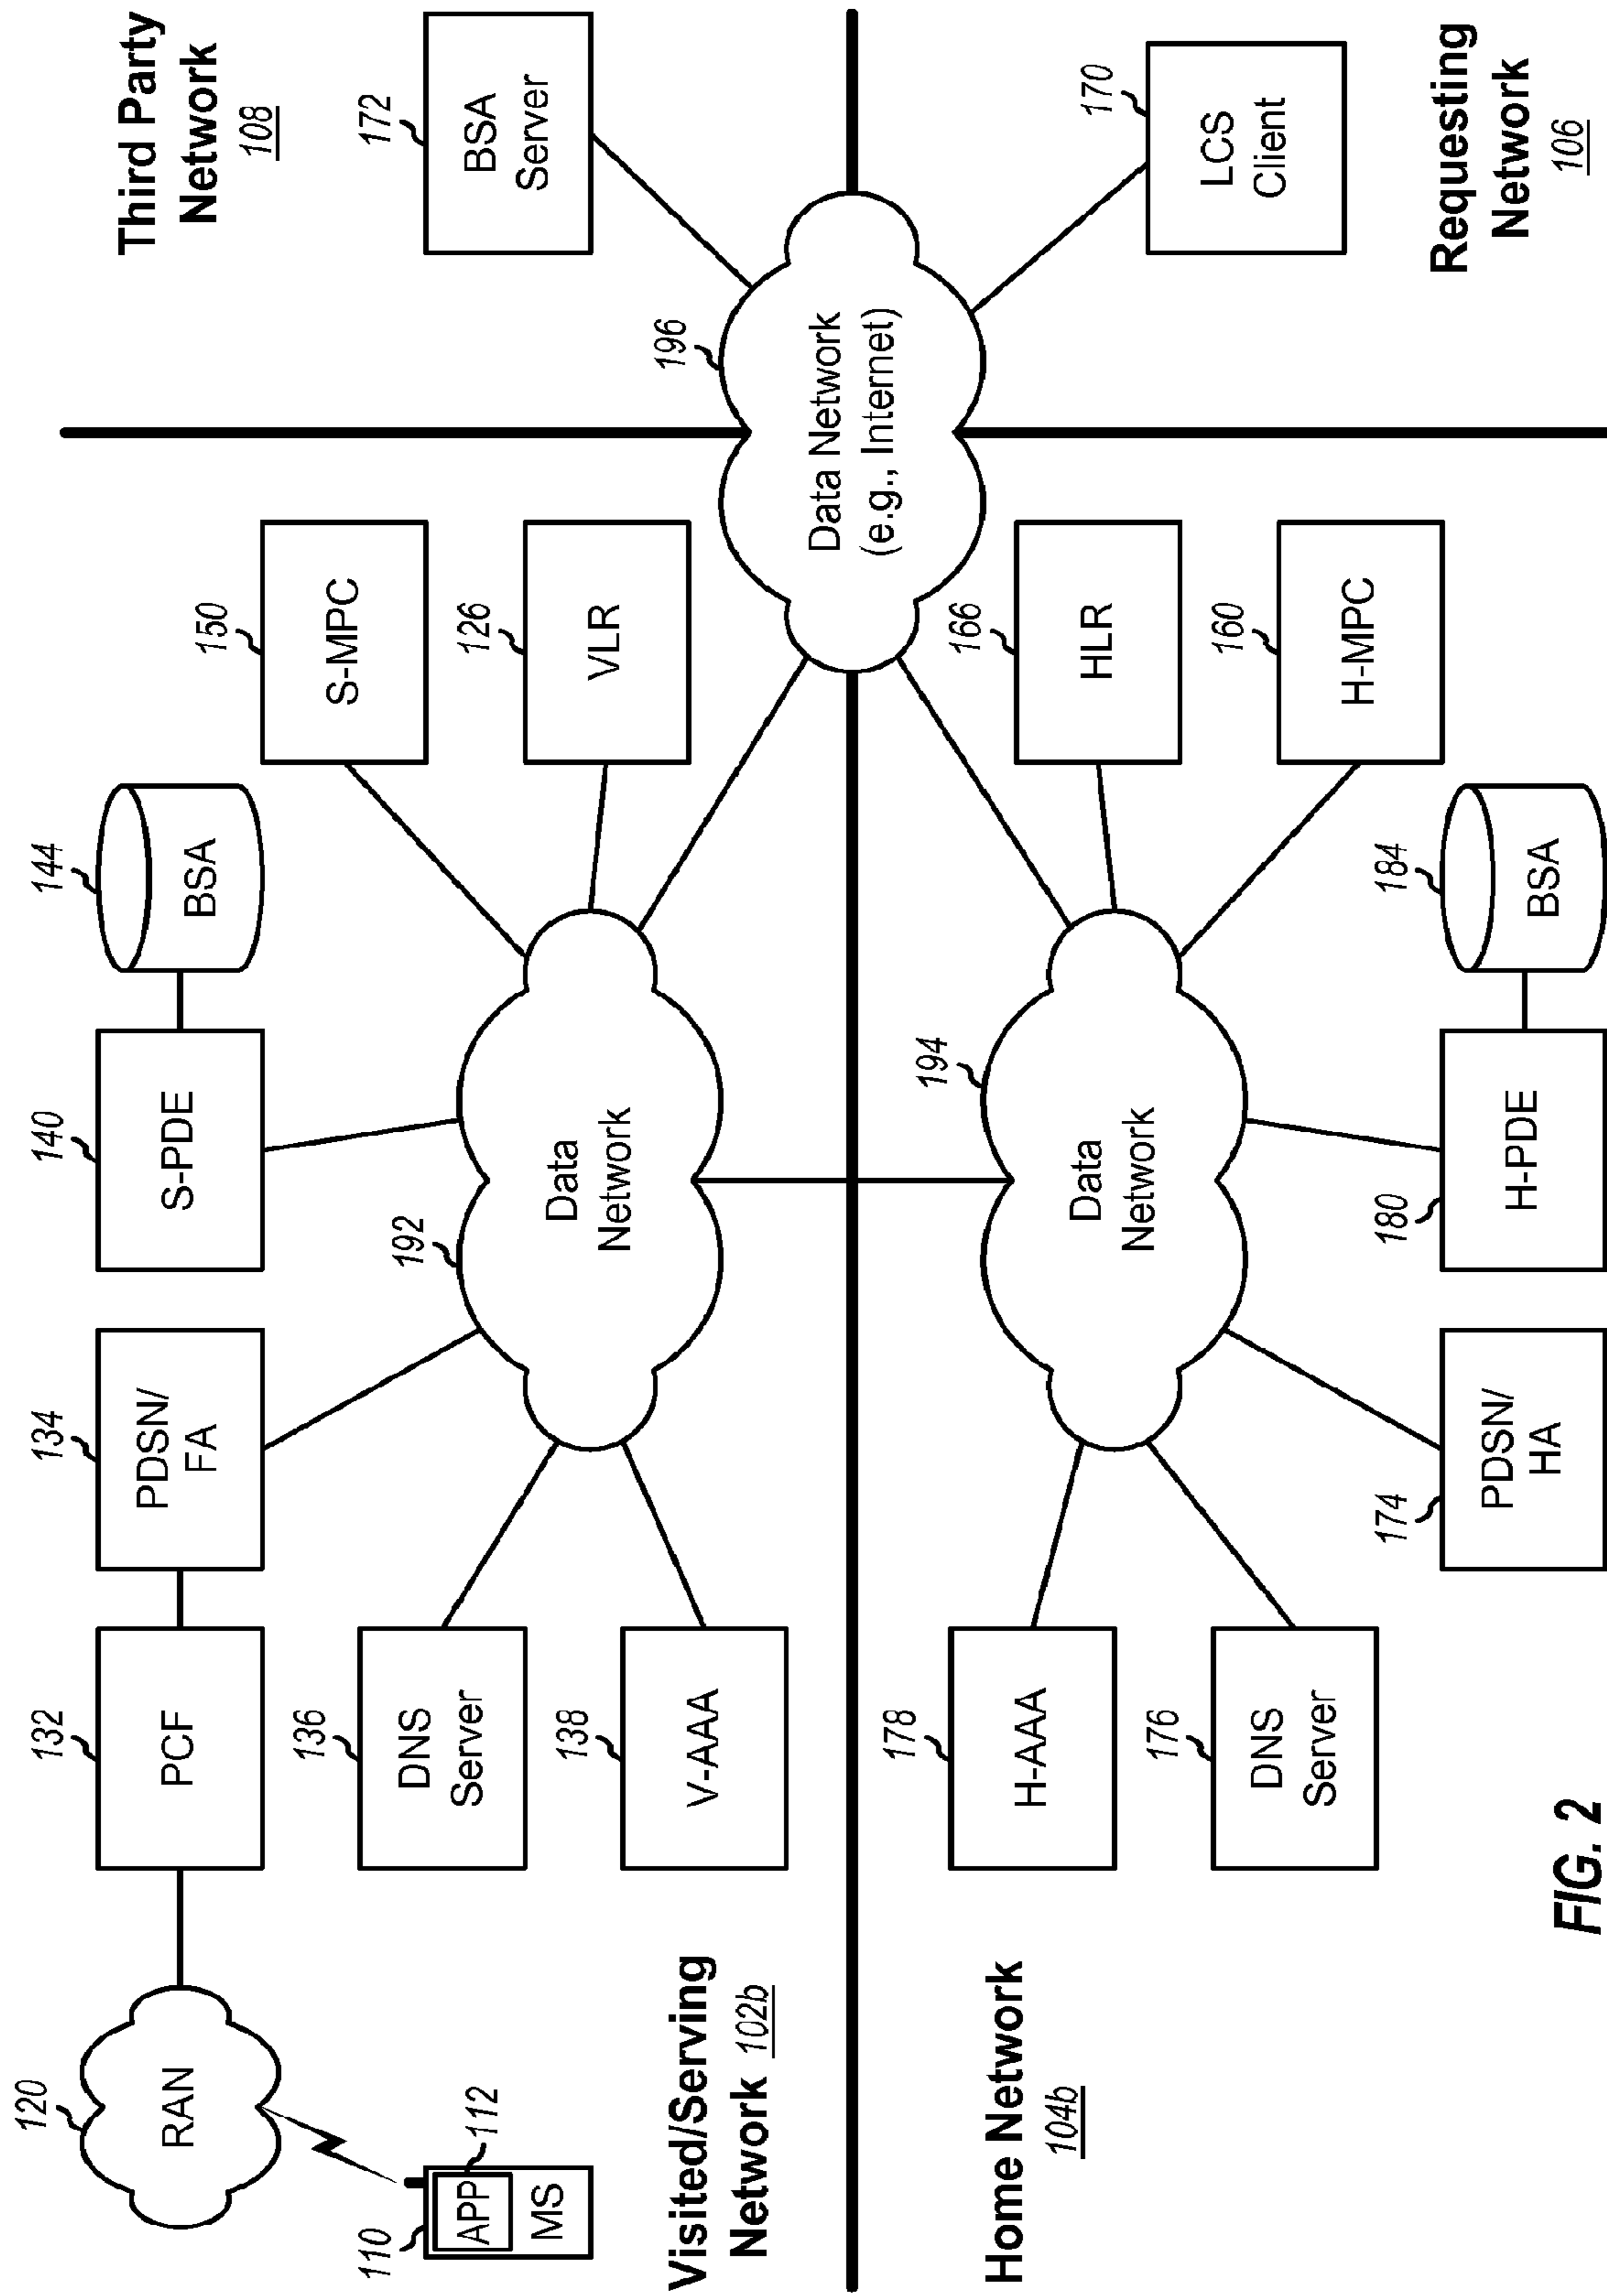 120
RAN
110
APP
112
MS
132
PCF
134
PDSN/
FA
140
S-PDE
144
BSA
136
DNS
Server
138
V-AAA
192
Data
Network
150
S-MPC
126
VLR
Visited/Serving
Network 102b
Third Party
Network
108
172
BSA
Server
196
Data Network
(e.g., Internet)
170
LCS
Client
Requesting
Network
106
Home Network
104b
178
H-AAA
176
DNS
Server
194
Data
Network
166
HLR
160
H-MPC
174
PDSN/
HA
180
H-PDE
184
BSA
FIG. 2